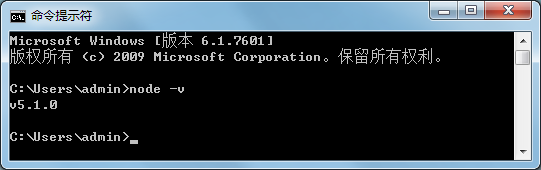 命令提示符
Microsoft Windows [版本 6.1.7601]
版权所有 (c) 2009 Microsoft Corporation。保留所有权利。
C:\Users\admin>node -v
v5.1.0
C:\Users\admin>